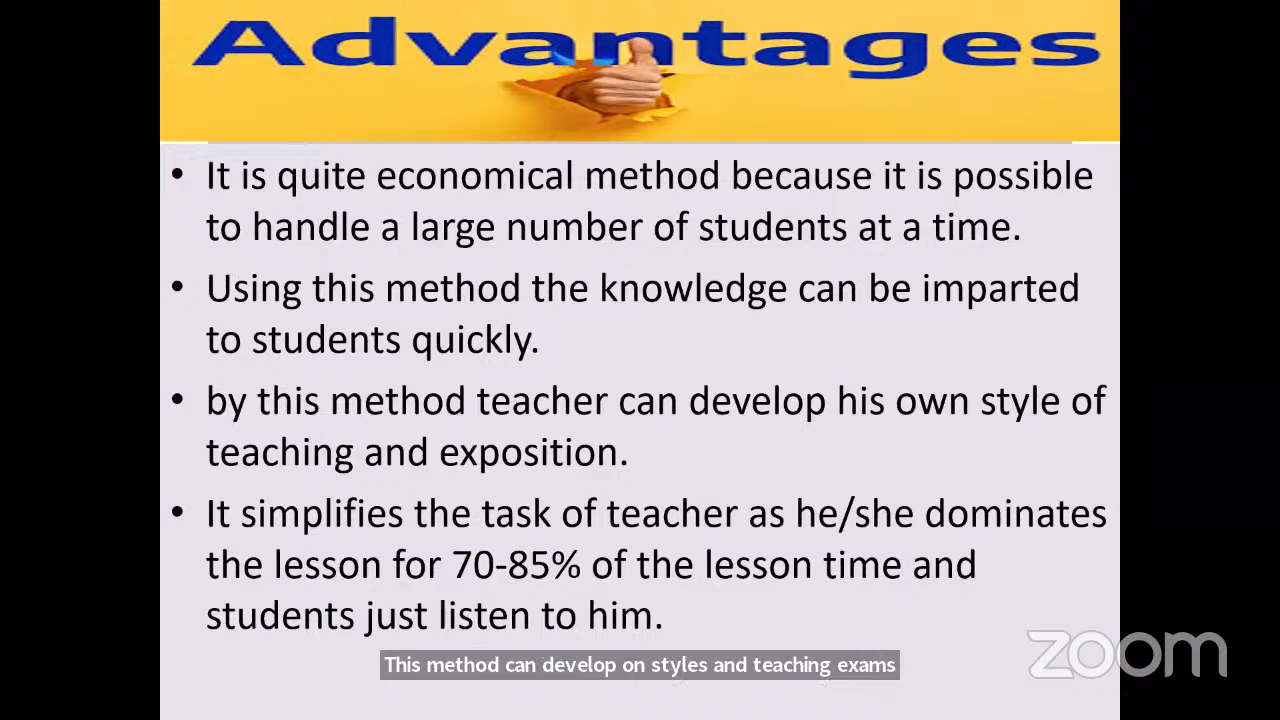 Advantages
• It is quite economical method because it is possible
to handle a large number of students at a time.
• Using this method the knowledge can be imparted
to students quickly.
• by this method teacher can develop his own style of
teaching and exposition.
• It simplifies the task of teacher as he/she dominates
the lesson for 70-85% of the lesson time and
students just listen to him.
This method can develop on styles and teaching exams
zoom